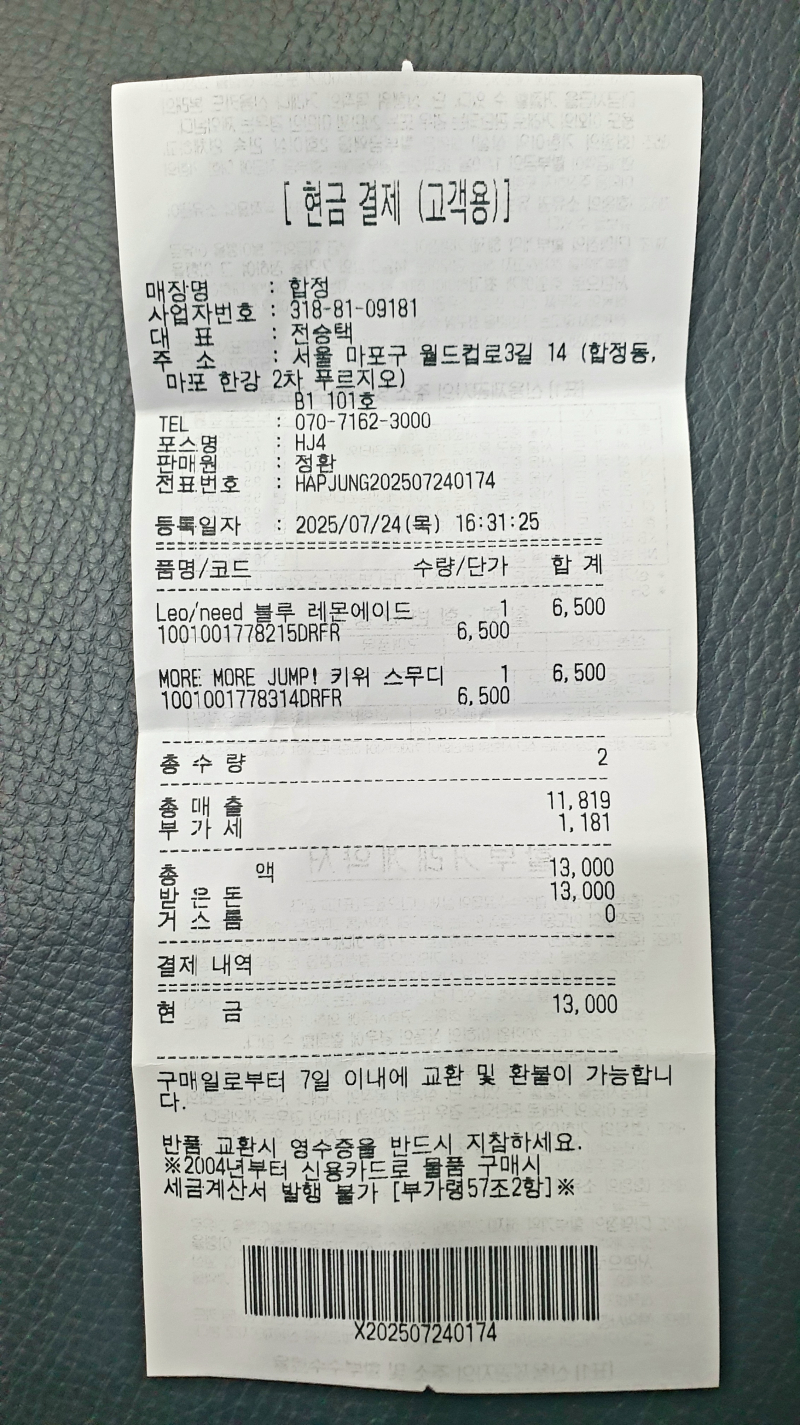 [ 현금 결제 (고객용)]
매장명 : 합정
사업자번호 : 318-81-09181
대 표 : 전승택
주 소 : 서울 마포구 월드컵로3길 14 (합정동,
마포 한강 2차 푸르지오)
B1 101호
TEL : 070-7162-3000
포스명 : HJ4
판매원 : 정환
전표번호 : HAPJUNG202507240174
등록일자 : 2025/07/24(목) 16:31:25
품명/코드 수량/단가 합 계
Leo/need 블루 레몬에이드 1 6,500
1001001778215DRFR 6,500
MORE MORE JUMP! 키위 스무디 1 6,500
1001001778314DRFR 6,500
총 수 량 2
총 매 출 11,819
부 가 세 1,181
총 액 13,000
받 은 돈 13,000
거 스 름 0
결제 내역
현 금 13,000
구매일로부터 7일 이내에 교환 및 환불이 가능합니
다.
반품 교환시 영수증을 반드시 지참하세요.
※2004년부터 신용카드로 물품 구매시
세금계산서 발행 불가 [부가령57조2항]※
X202507240174